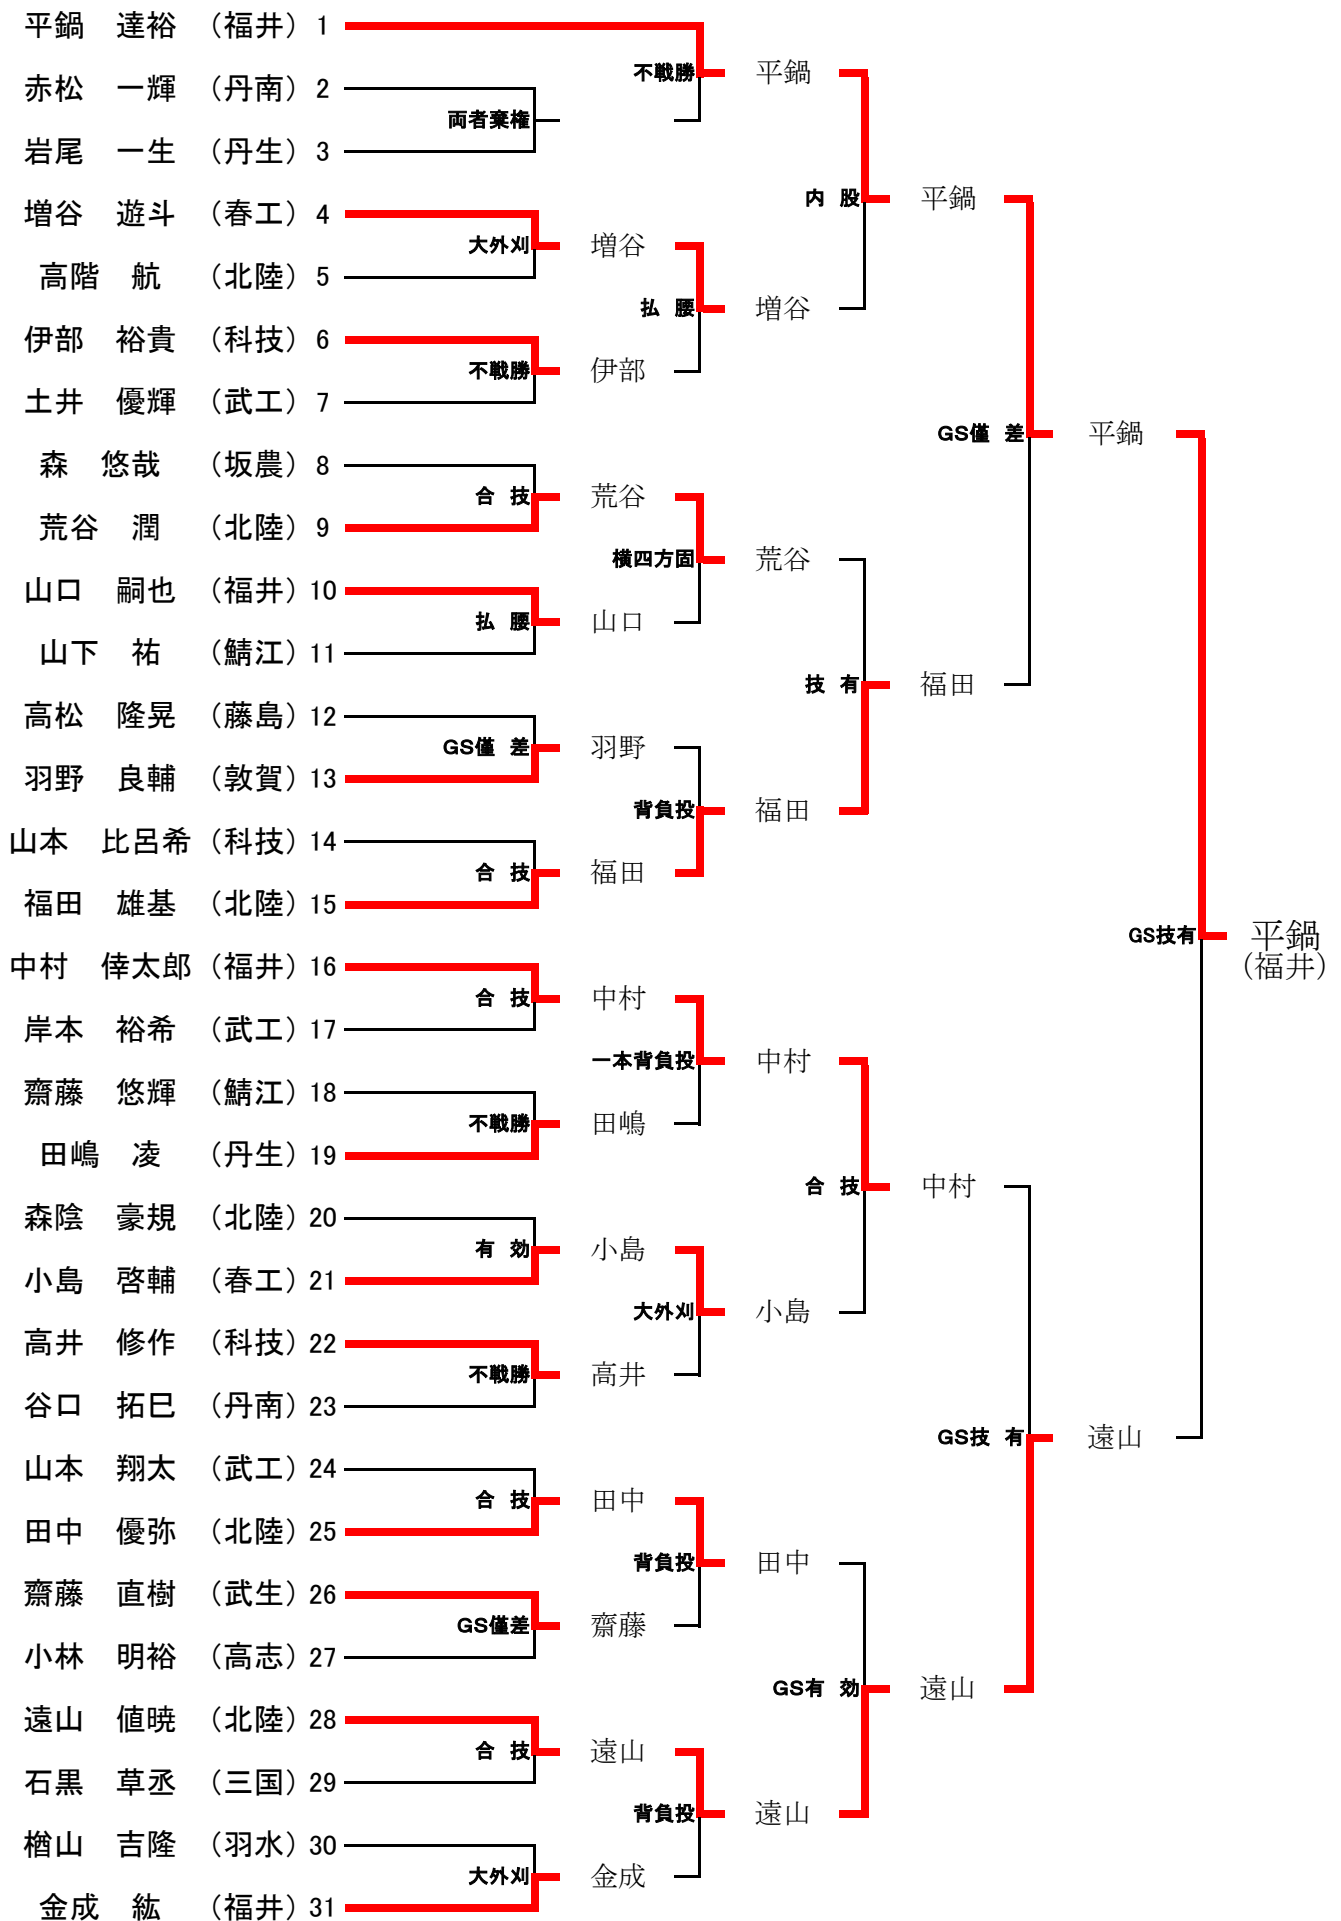 平鍋　達裕　（福井）1
不戦勝　平鍋
赤松　一輝　（丹南）2
両者棄権
岩尾　一生　（丹生）3
内 股　平鍋
増谷　遊斗　（春工）4
大外刈　増谷
高階　航　（北陸）5
払 腰　増谷
伊部　裕貴　（科技）6
不戦勝　伊部
土井　優輝　（武工）7
GS僅 差　平鍋
森　悠哉　（坂農）8
合 技　荒谷
荒谷　潤　（北陸）9
横四方固　荒谷
山口　嗣也　（福井）10
払 腰　山口
山下　祐　（鯖江）11
技 有　福田
高松　隆晃　（藤島）12
GS僅 差　羽野
羽野　良輔　（敦賀）13
背負投　福田
山本　比呂希　（科技）14
合 技　福田
福田　雄基　（北陸）15
GS技有　平鍋
（福井）
中村　倖太郎　（福井）16
合 技　中村
岸本　裕希　（武工）17
一本背負投　中村
齋藤　悠輝　（鯖江）18
不戦勝　田嶋
田嶋　凌　（丹生）19
合 技　中村
森陰　豪規　（北陸）20
有 効　小島
小島　啓輔　（春工）21
大外刈　小島
高井　修作　（科技）22
不戦勝　高井
谷口　拓巳　（丹南）23
GS技 有　遠山
山本　翔太　（武工）24
合 技　田中
田中　優弥　（北陸）25
背負投　田中
齋藤　直樹　（武生）26
GS僅差　齋藤
小林　明裕　（高志）27
GS有 効　遠山
遠山　値暁　（北陸）28
合 技　遠山
石黒　草丞　（三国）29
背負投　遠山
楢山　吉隆　（羽水）30
大外刈　金成
金成　紘　（福井）31